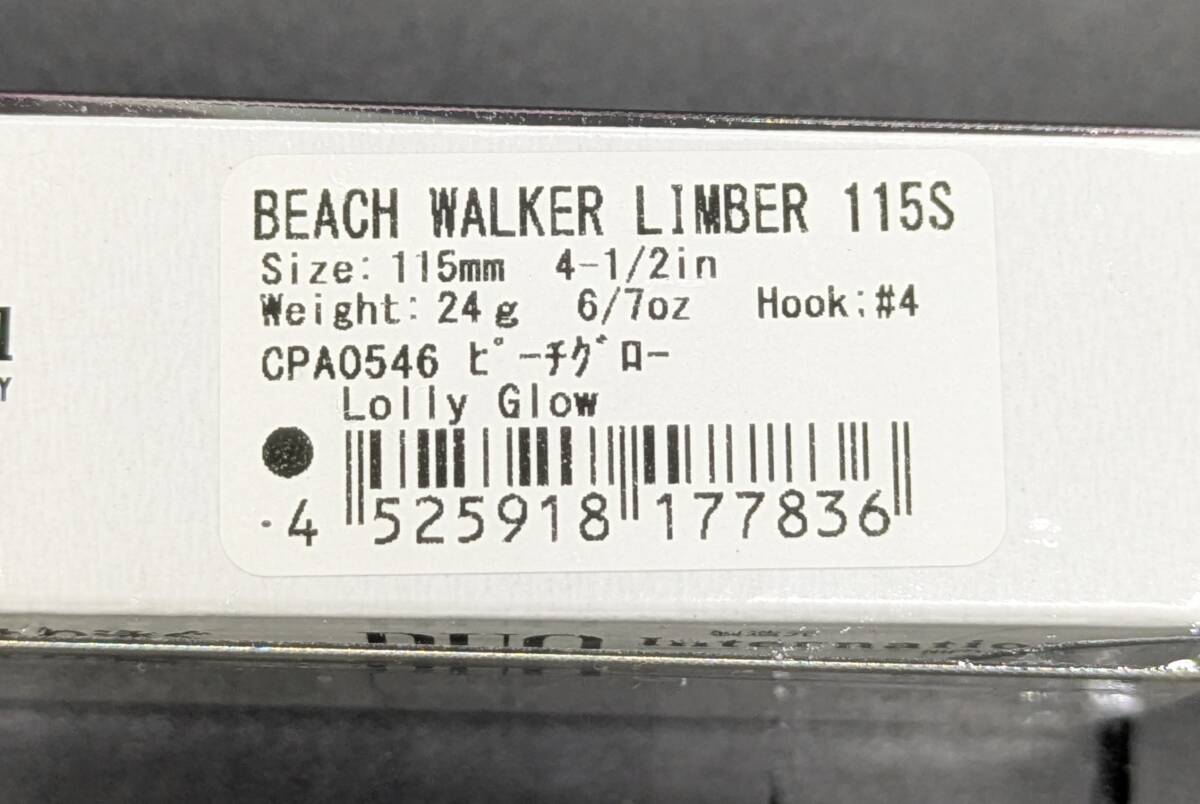 BEACH WALKER LIMBER 115S
Size: 115mm 4-1/2in
Weight: 24g 6/7oz Hook:#4
CPA0546 ピーチグロー
Lolly Glow
4 525918 177836